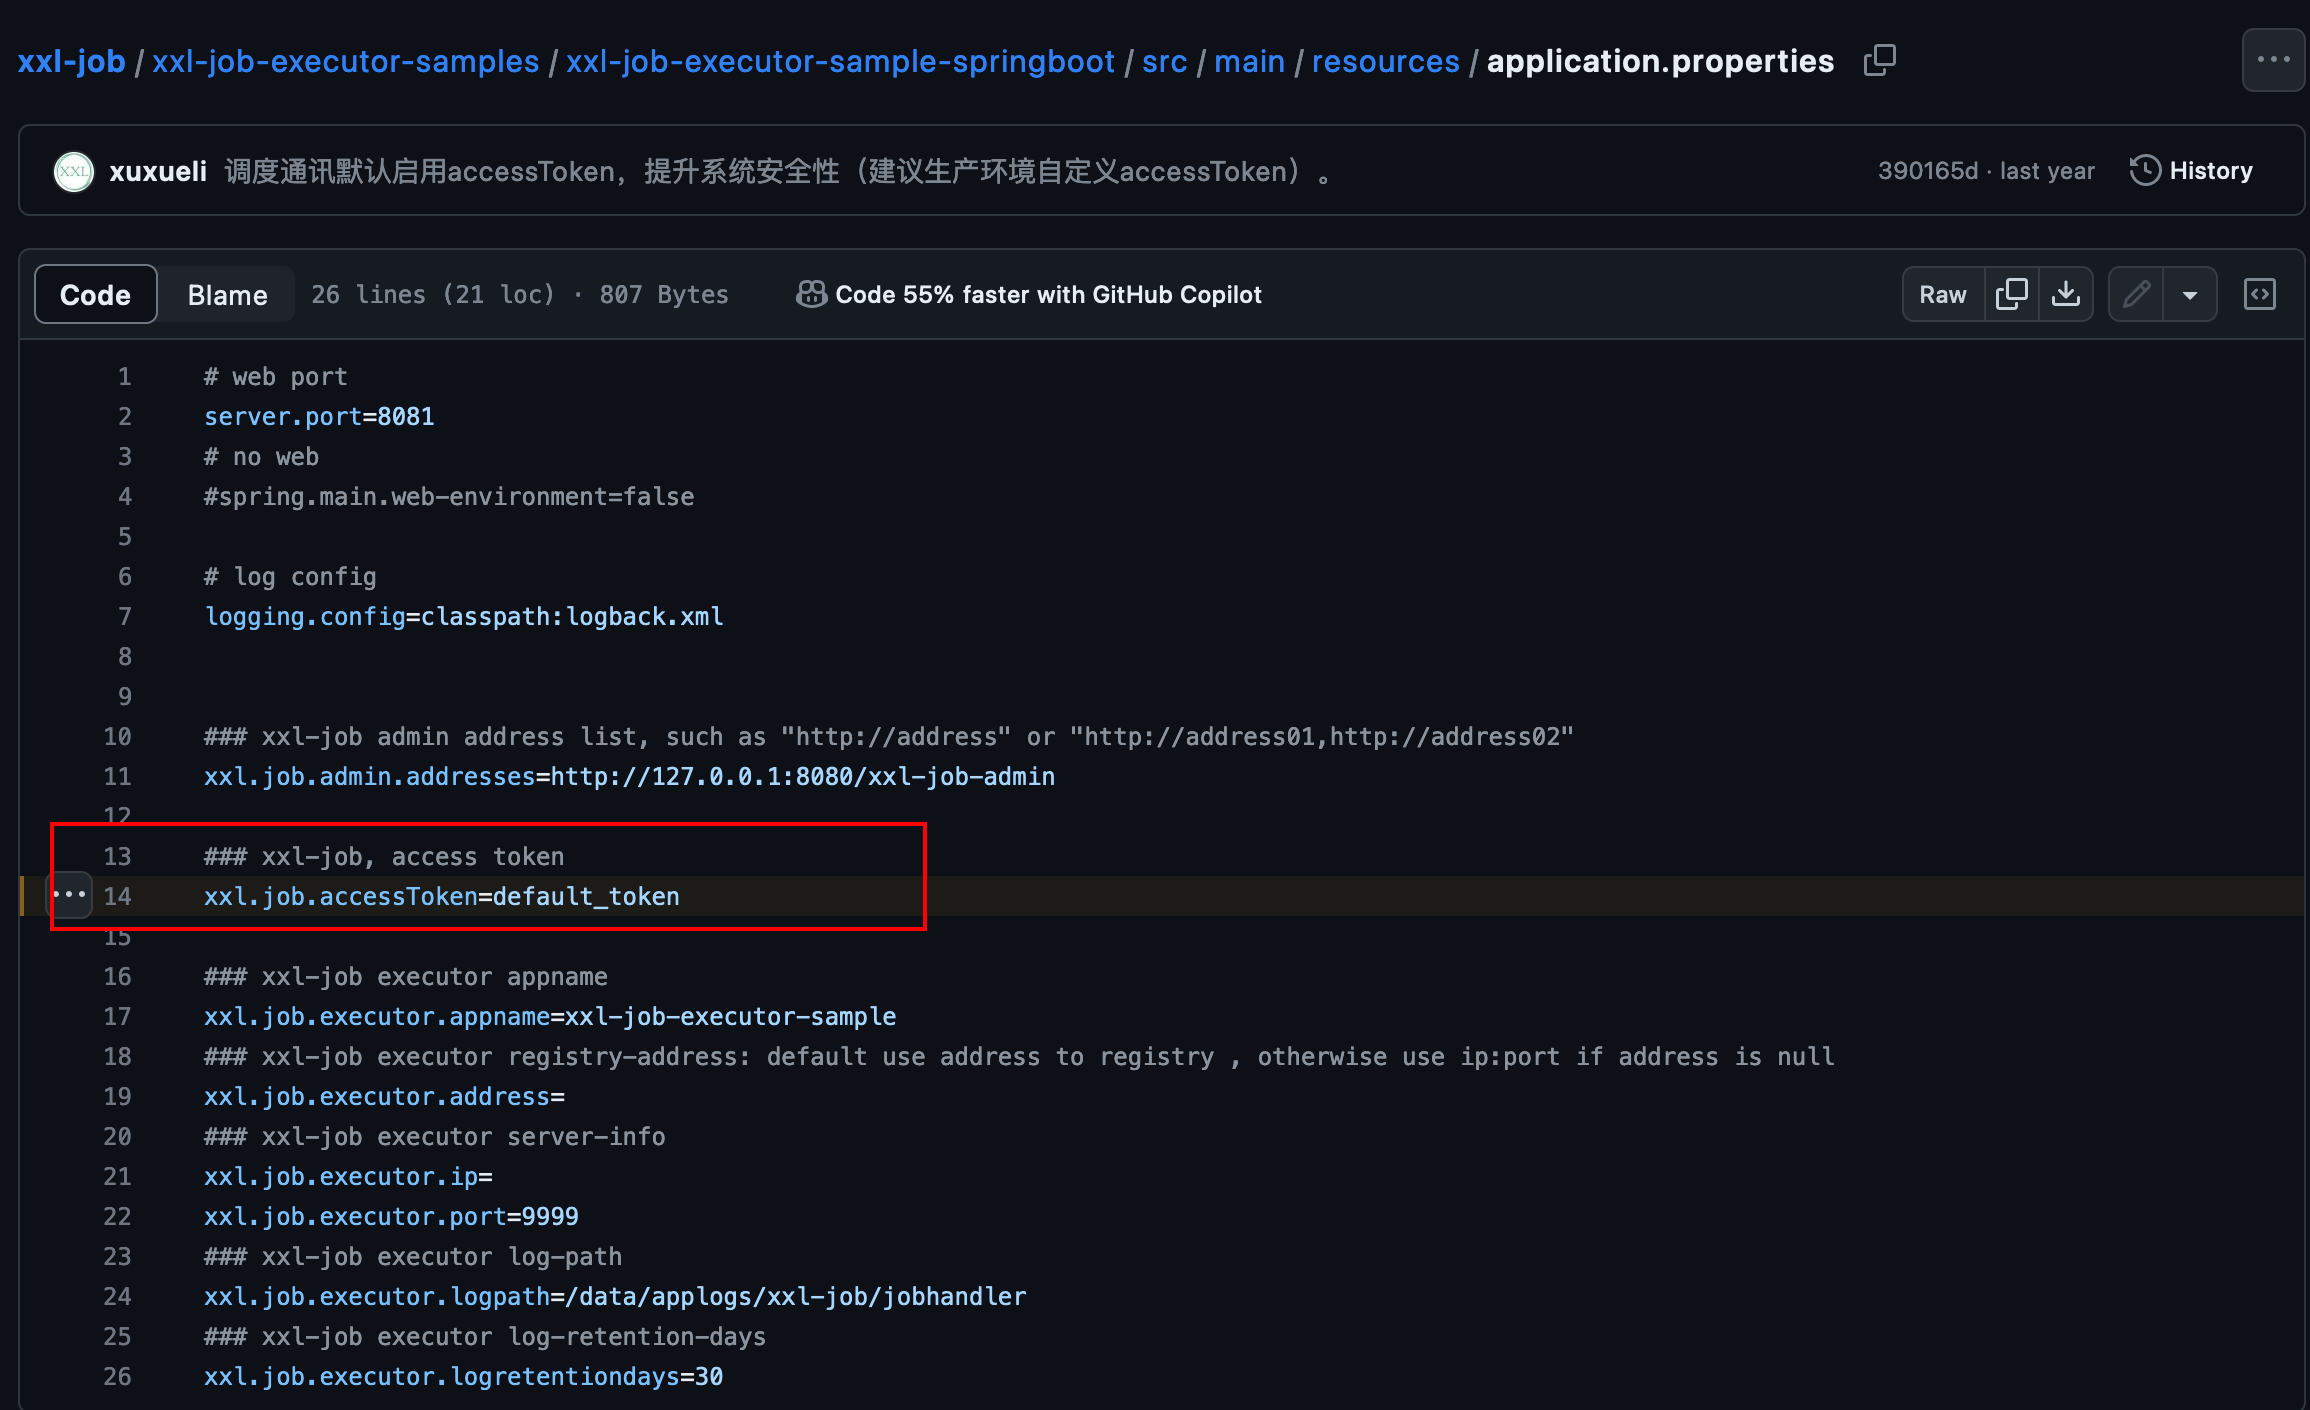 xxl-job / xxl-job-executor-samples / xxl-job-executor-sample-springboot / src / main / resources / application.properties
xuxueli 调度通讯默认启用accessToken，提升系统安全性（建议生产环境自定义accessToken）。 390165d · last year History
Code Blame 26 lines (21 loc) · 807 Bytes Code 55% faster with GitHub Copilot Raw
1 # web port
2 server.port=8081
3 # no web
4 #spring.main.web-environment=false
5
6 # log config
7 logging.config=classpath:logback.xml
8
9
10 ### xxl-job admin address list, such as "http://address" or "http://address01,http://address02"
11 xxl.job.admin.addresses=http://127.0.0.1:8080/xxl-job-admin
12
13 ### xxl-job, access token
14 xxl.job.accessToken=default_token
15
16 ### xxl-job executor appname
17 xxl.job.executor.appname=xxl-job-executor-sample
18 ### xxl-job executor registry-address: default use address to registry , otherwise use ip:port if address is null
19 xxl.job.executor.address=
20 ### xxl-job executor server-info
21 xxl.job.executor.ip=
22 xxl.job.executor.port=9999
23 ### xxl-job executor log-path
24 xxl.job.executor.logpath=/data/applogs/xxl-job/jobhandler
25 ### xxl-job executor log-retention-days
26 xxl.job.executor.logretentiondays=30